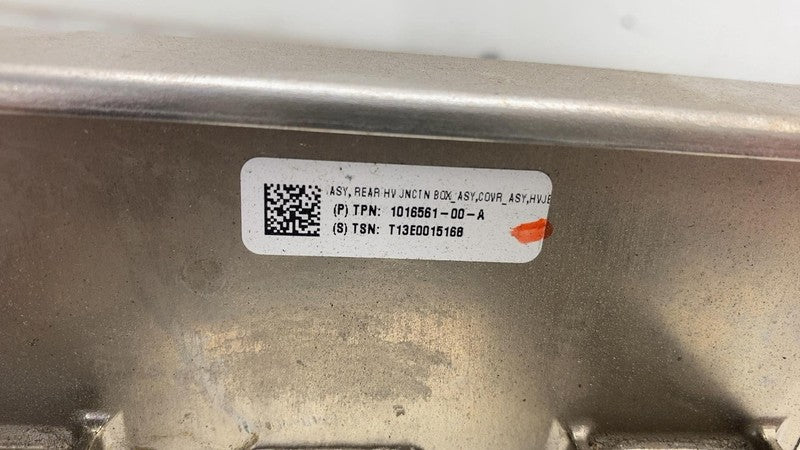 ASY, REAR HV JNCTN BOX_ASY,COVR_ASY,HVJB
(P) TPN: 1016561-00-A
(S) TSN: T13E0015168